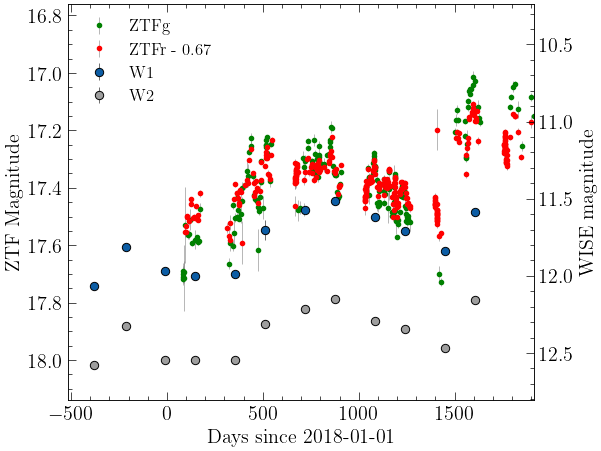 ZTFg
ZTFr - 0.67
W1
W2
16.8
17.0
17.2
17.4
17.6
17.8
18.0
ZTF Magnitude
10.5
11.0
11.5
12.0
12.5
WISE magnitude
−500
0
500
1000
1500
Days since 2018-01-01